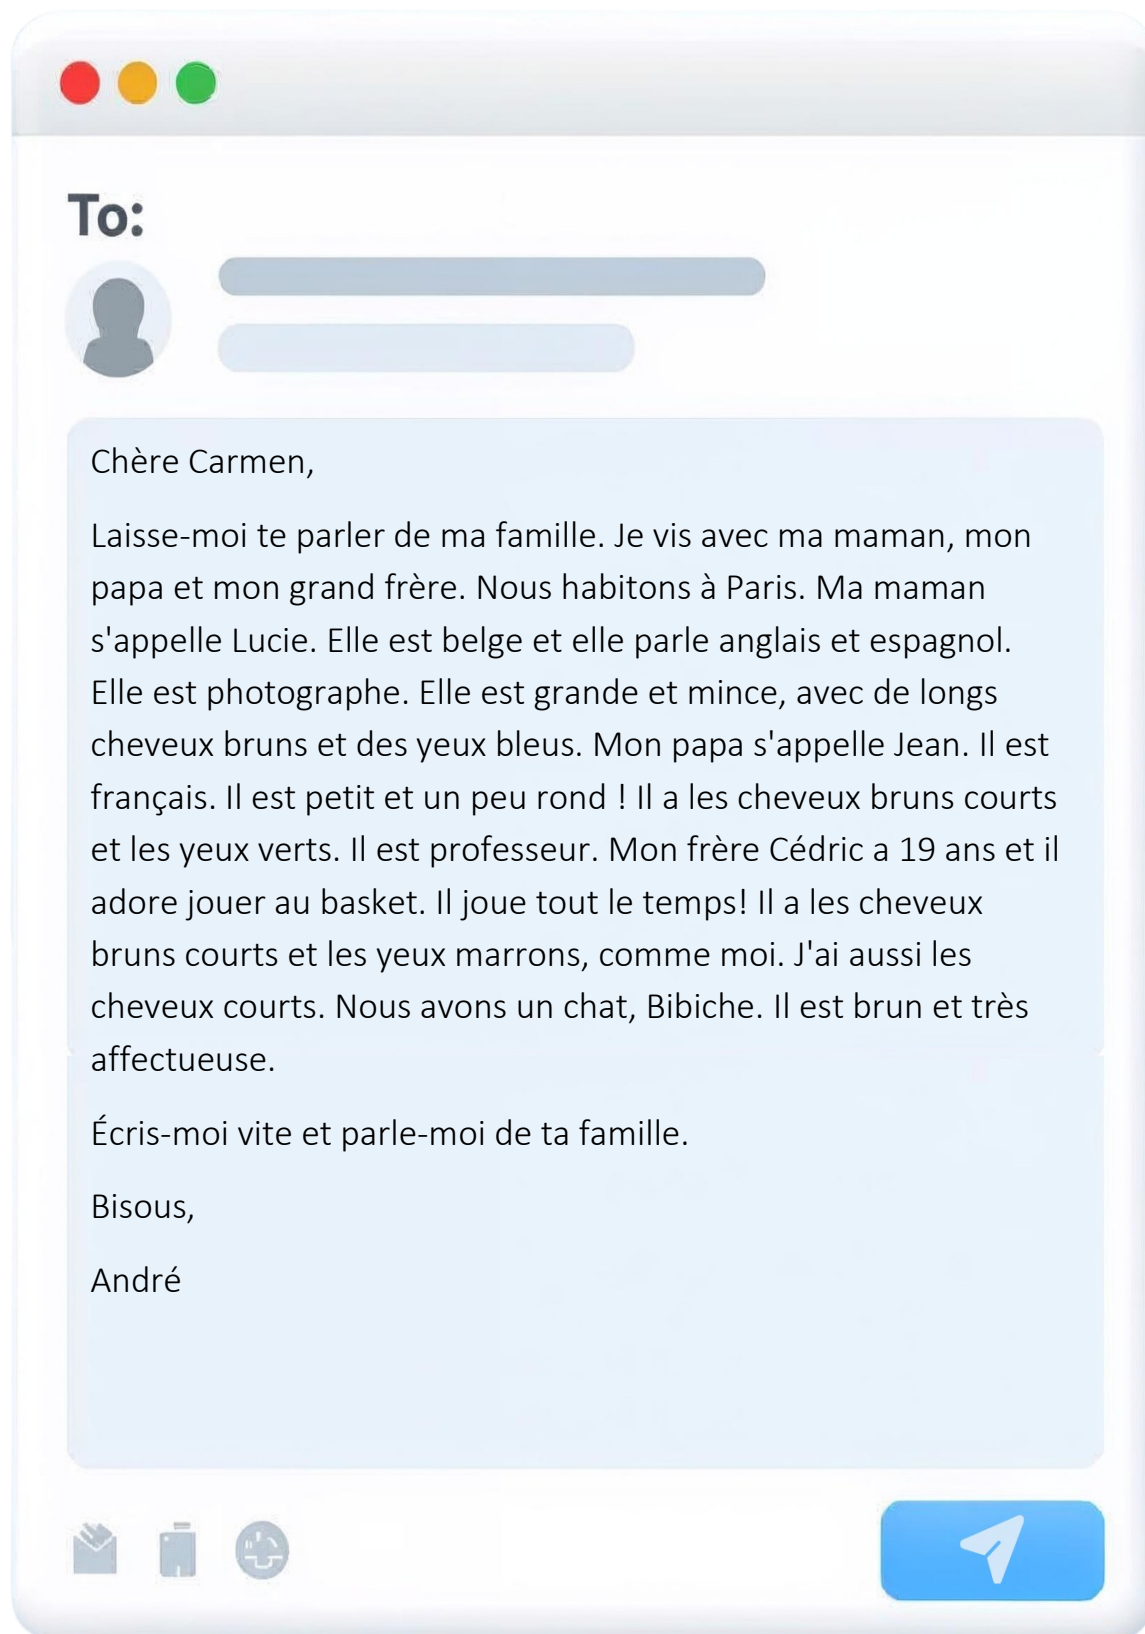 To:
Chère Carmen,
Laisse-moi te parler de ma famille. Je vis avec ma maman, mon
papa et mon grand frère. Nous habitons à Paris. Ma maman
s'appelle Lucie. Elle est belge et elle parle anglais et espagnol.
Elle est photographe. Elle est grande et mince, avec de longs
cheveux bruns et des yeux bleus. Mon papa s'appelle Jean. Il est
français. Il est petit et un peu rond ! Il a les cheveux bruns courts
et les yeux verts. Il est professeur. Mon frère Cédric a 19 ans et il
adore jouer au basket. Il joue tout le temps! Il a les cheveux
bruns courts et les yeux marrons, comme moi. J'ai aussi les
cheveux courts. Nous avons un chat, Bibiche. Il est brun et très
affectueuse.
Écris-moi vite et parle-moi de ta famille.
Bisous,
André